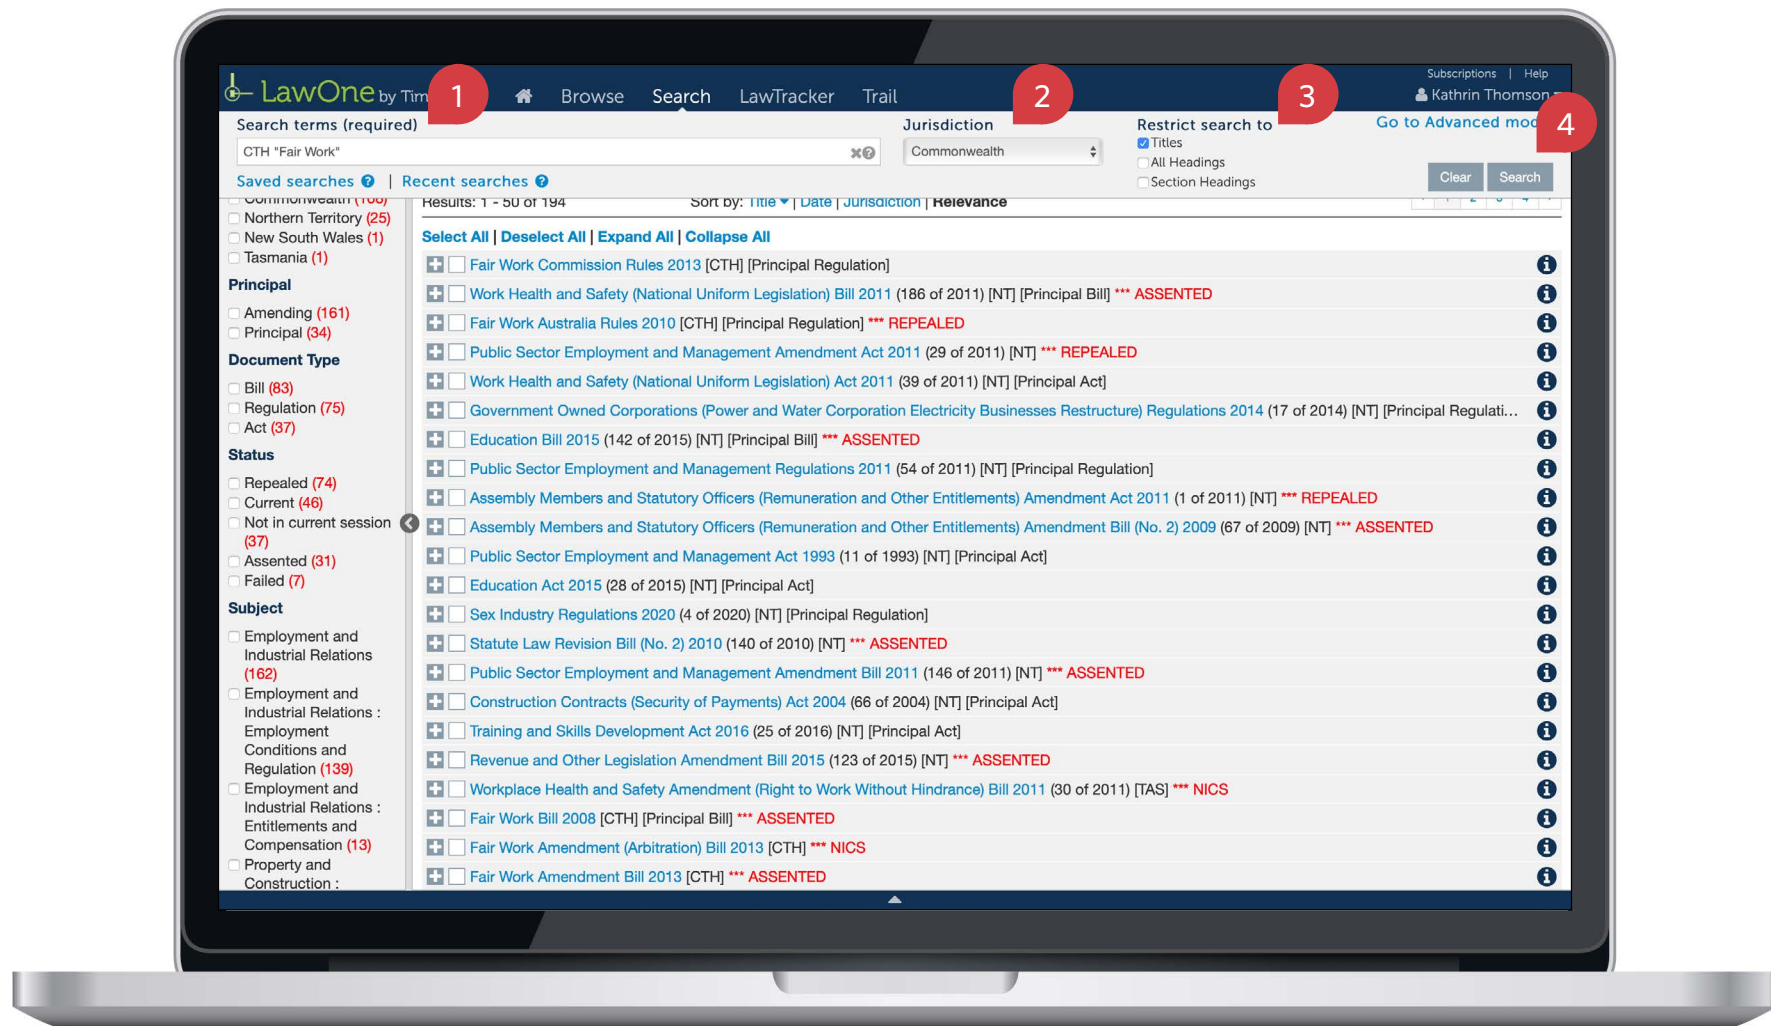 LawOne by Tim
1
Browse
Search
LawTracker
Trail
2
3
Subscriptions | Help
Kathrin Thomson
4
Search terms (required)
CTH "Fair Work"
Saved searches ? | Recent searches ?
Jurisdiction
Commonwealth
Restrict search to
Titles
All Headings
Section Headings
Go to Advanced mod
Clear
Search
Commonwealth (168)
Northern Territory (25)
New South Wales (1)
Tasmania (1)
Principal
Amending (161)
Principal (34)
Document Type
Bill (83)
Regulation (75)
Act (37)
Status
Repealed (74)
Current (46)
Not in current session
(37)
Assented (31)
Failed (7)
Subject
Employment and
Industrial Relations
(162)
Employment and
Industrial Relations :
Employment
Conditions and
Regulation (139)
Employment and
Industrial Relations :
Entitlements and
Compensation (13)
Property and
Construction :
Results: 1 - 50 of 194
Sort by: Title | Date | Jurisdiction | Relevance
1 2 3 4
Select All | Deselect All | Expand All | Collapse All
Fair Work Commission Rules 2013 [CTH] [Principal Regulation]
Work Health and Safety (National Uniform Legislation) Bill 2011 (186 of 2011) [NT] [Principal Bill] *** ASSENTED
Fair Work Australia Rules 2010 [CTH] [Principal Regulation] *** REPEALED
Public Sector Employment and Management Amendment Act 2011 (29 of 2011) [NT] *** REPEALED
Work Health and Safety (National Uniform Legislation) Act 2011 (39 of 2011) [NT] [Principal Act]
Government Owned Corporations (Power and Water Corporation Electricity Businesses Restructure) Regulations 2014 (17 of 2014) [NT] [Principal Regulati...
Education Bill 2015 (142 of 2015) [NT] [Principal Bill] *** ASSENTED
Public Sector Employment and Management Regulations 2011 (54 of 2011) [NT] [Principal Regulation]
Assembly Members and Statutory Officers (Remuneration and Other Entitlements) Amendment Act 2011 (1 of 2011) [NT] *** REPEALED
Assembly Members and Statutory Officers (Remuneration and Other Entitlements) Amendment Bill (No. 2) 2009 (67 of 2009) [NT] *** ASSENTED
Public Sector Employment and Management Act 1993 (11 of 1993) [NT] [Principal Act]
Education Act 2015 (28 of 2015) [NT] [Principal Act]
Sex Industry Regulations 2020 (4 of 2020) [NT] [Principal Regulation]
Statute Law Revision Bill (No. 2) 2010 (140 of 2010) [NT] *** ASSENTED
Public Sector Employment and Management Amendment Bill 2011 (146 of 2011) [NT] *** ASSENTED
Construction Contracts (Security of Payments) Act 2004 (66 of 2004) [NT] [Principal Act]
Training and Skills Development Act 2016 (25 of 2016) [NT] [Principal Act]
Revenue and Other Legislation Amendment Bill 2015 (123 of 2015) [NT] *** ASSENTED
Workplace Health and Safety Amendment (Right to Work Without Hindrance) Bill 2011 (30 of 2011) [TAS] *** NICS
Fair Work Bill 2008 [CTH] [Principal Bill] *** ASSENTED
Fair Work Amendment (Arbitration) Bill 2013 [CTH] *** NICS
Fair Work Amendment Bill 2013 [CTH] *** ASSENTED